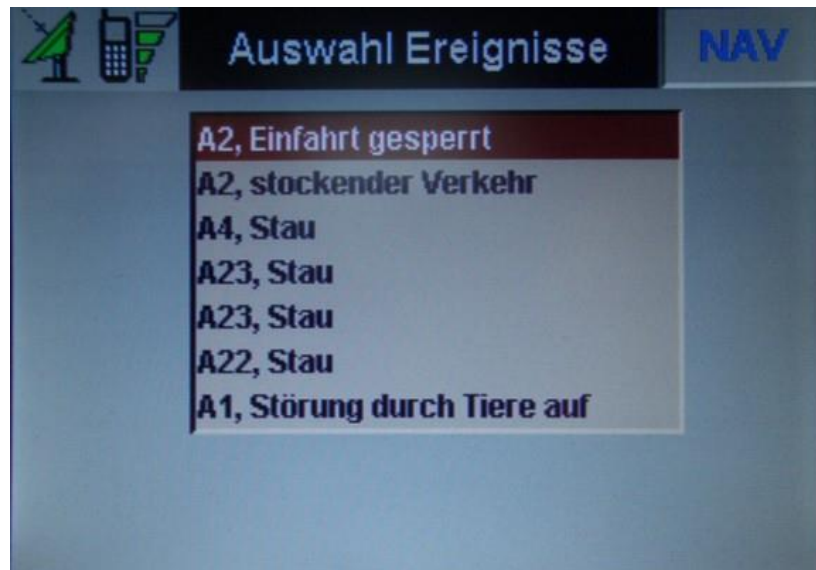 Auswahl Ereignisse
NAV
A2, Einfahrt gesperrt
A2, stockender Verkehr
A4, Stau
A23, Stau
A23, Stau
A22, Stau
A1, Störung durch Tiere auf